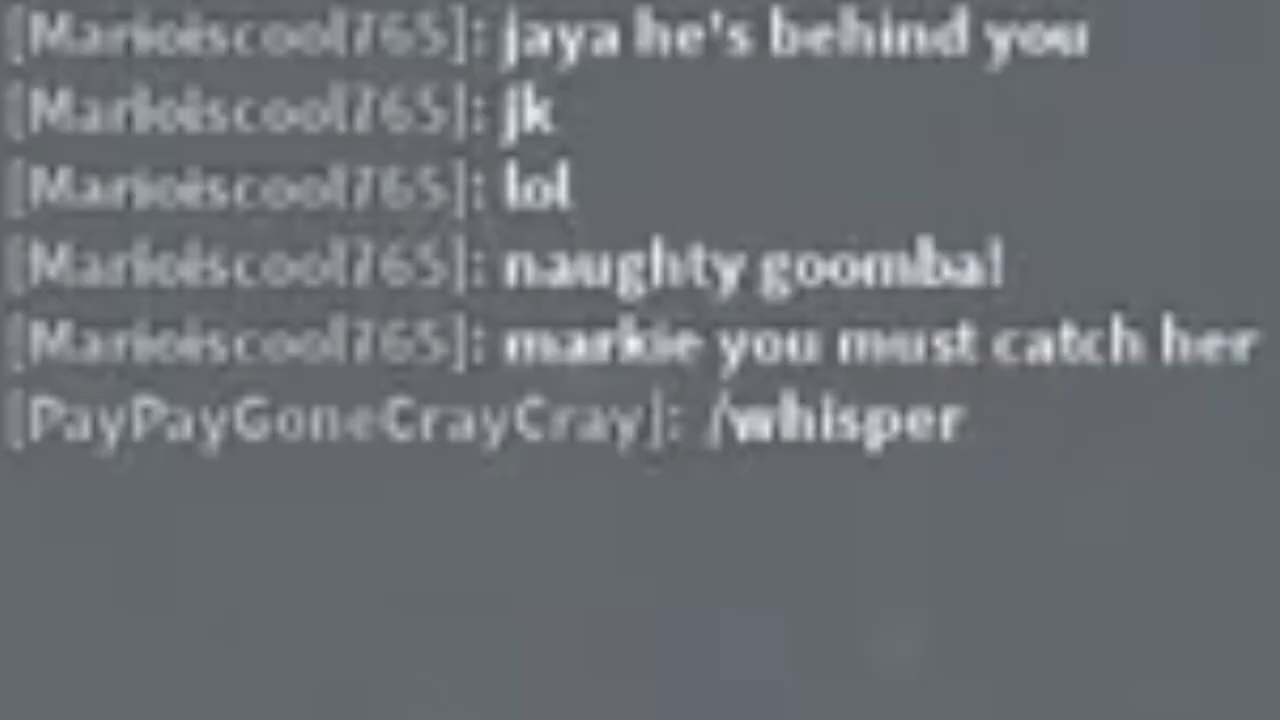 [Marioiscool765]: jaya he's behind you
[Marioiscool765]: jk
[Marioiscool765]: lol
[Marioiscool765]: naughty goomba!
[Marioiscool765]: markie you must catch her
[PayPayGoneCrayCray]: /whisper